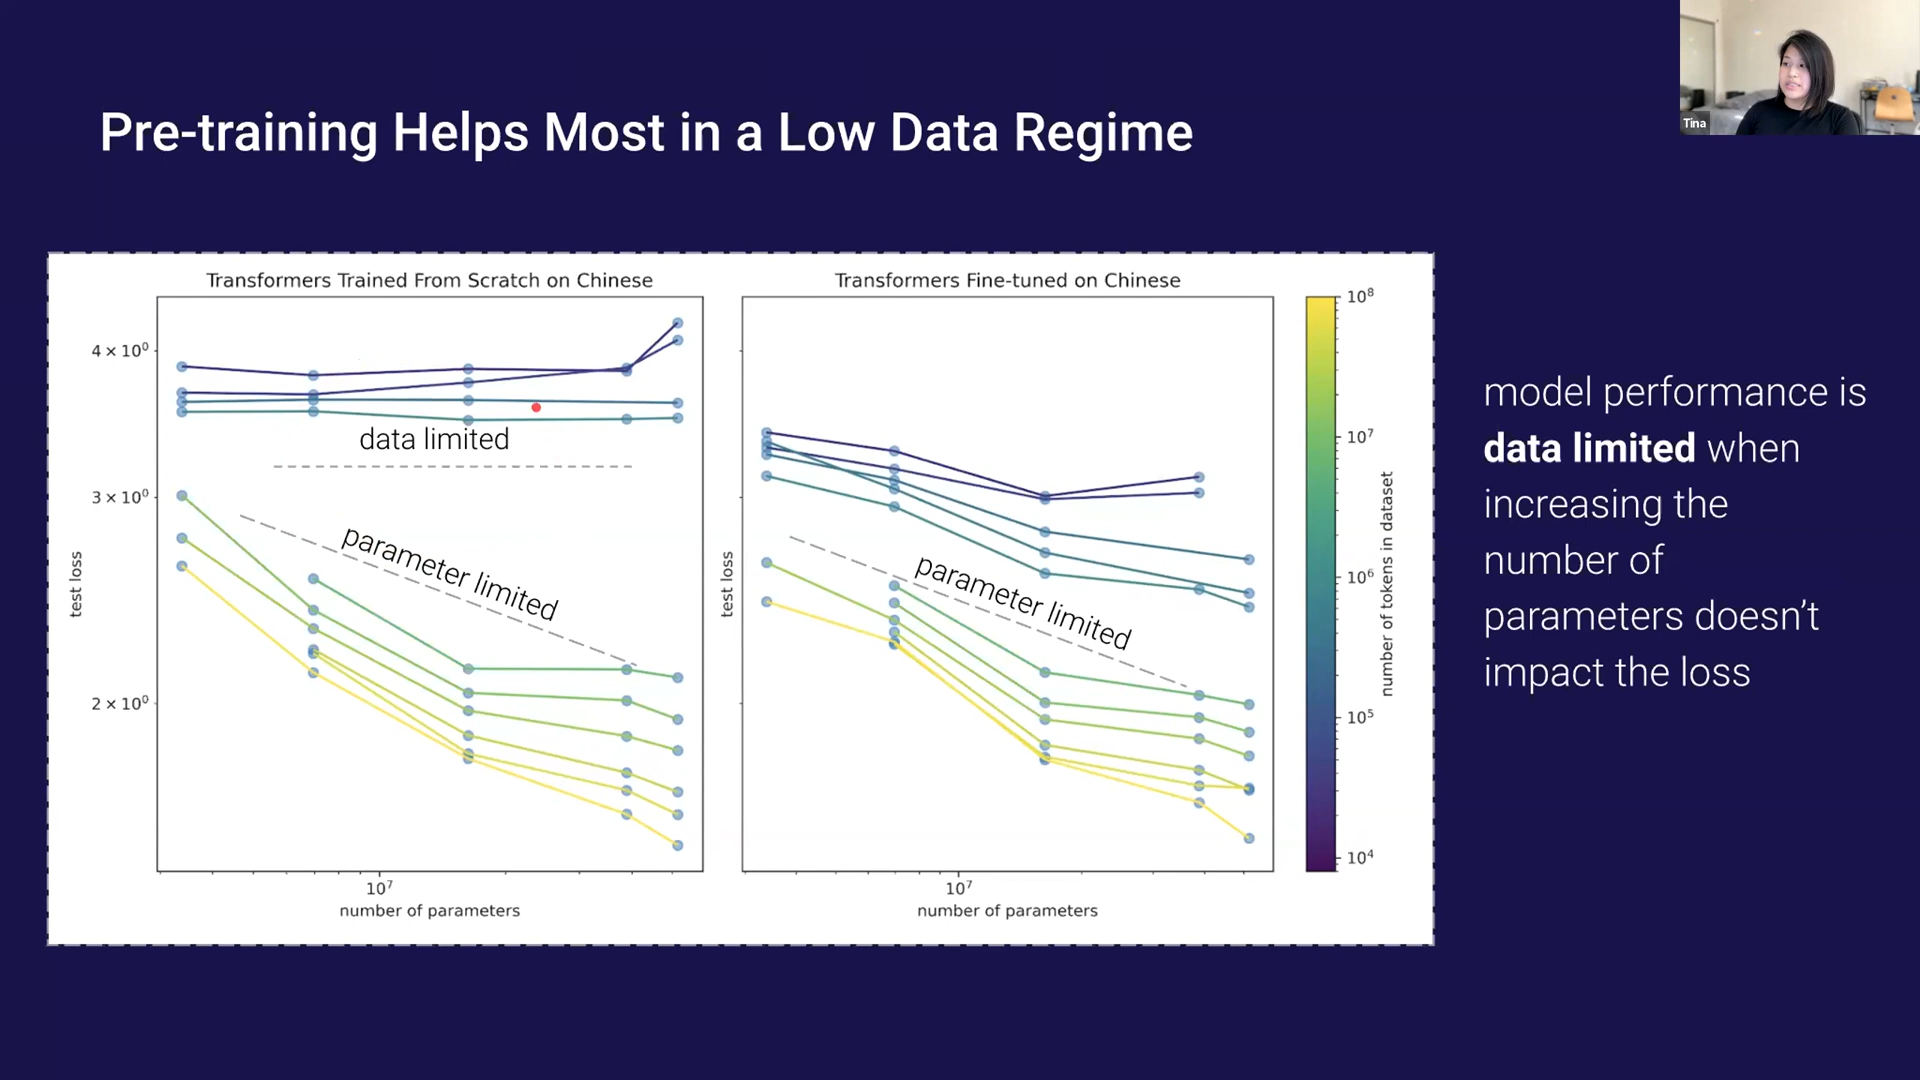 Tina
Pre-training Helps Most in a Low Data Regime
Transformers Trained From Scratch on Chinese
4 × 10⁰
3 × 10⁰
2 × 10⁰
test loss
data limited
parameter limited
10⁷
number of parameters
Transformers Fine-tuned on Chinese
test loss
parameter limited
10⁷
number of parameters
10⁸
10⁷
10⁶
10⁵
10⁴
number of tokens in dataset
model performance is
data limited when
increasing the
number of
parameters doesn’t
impact the loss